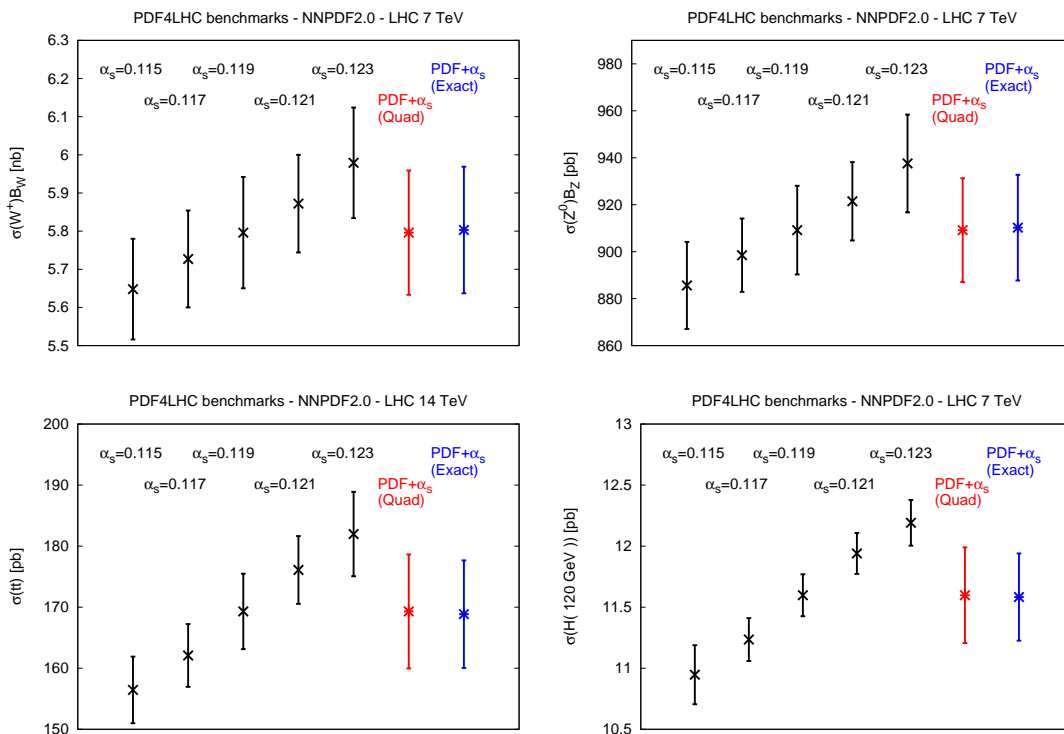 PDF4LHC benchmarks - NNPDF2.0 - LHC 7 TeV
σ(W⁺)B_W [nb]
6.3
6.2
6.1
6
5.9
5.8
5.7
5.6
5.5
α_s=0.115
α_s=0.117
α_s=0.119
α_s=0.121
α_s=0.123
PDF+α_s
(Quad)
PDF+α_s
(Exact)
PDF4LHC benchmarks - NNPDF2.0 - LHC 7 TeV
σ(Z⁰)B_Z [pb]
980
960
940
920
900
880
860
α_s=0.115
α_s=0.117
α_s=0.119
α_s=0.121
α_s=0.123
PDF+α_s
(Quad)
PDF+α_s
(Exact)
PDF4LHC benchmarks - NNPDF2.0 - LHC 14 TeV
σ(tt) [pb]
200
190
180
170
160
150
α_s=0.115
α_s=0.117
α_s=0.119
α_s=0.121
α_s=0.123
PDF+α_s
(Quad)
PDF+α_s
(Exact)
PDF4LHC benchmarks - NNPDF2.0 - LHC 7 TeV
σ(H( 120 GeV )) [pb]
13
12.5
12
11.5
11
10.5
α_s=0.115
α_s=0.117
α_s=0.119
α_s=0.121
α_s=0.123
PDF+α_s
(Quad)
PDF+α_s
(Exact)